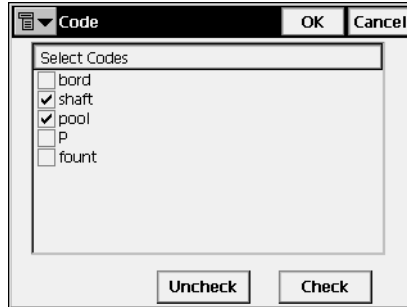 Code OK Cancel
Select Codes
bord
shaft
pool
P
fount
Uncheck Check